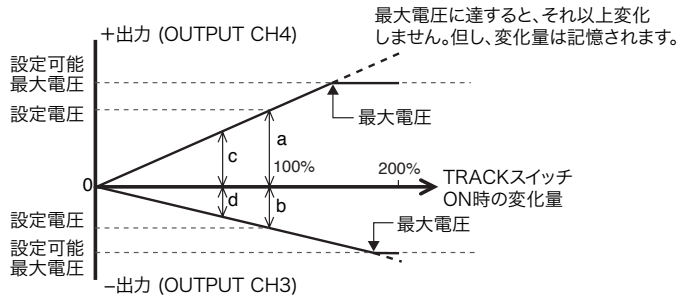 最大電圧に達すると、それ以上変化
しません。但し、変化量は記憶されます。
+出力 (OUTPUT CH4)
設定可能
最大電圧
設定電圧
最大電圧
a
c
100%
200%
0
TRACKスイッチ
ON時の変化量
d
b
設定電圧
最大電圧
設定可能
最大電圧
–出力 (OUTPUT CH3)